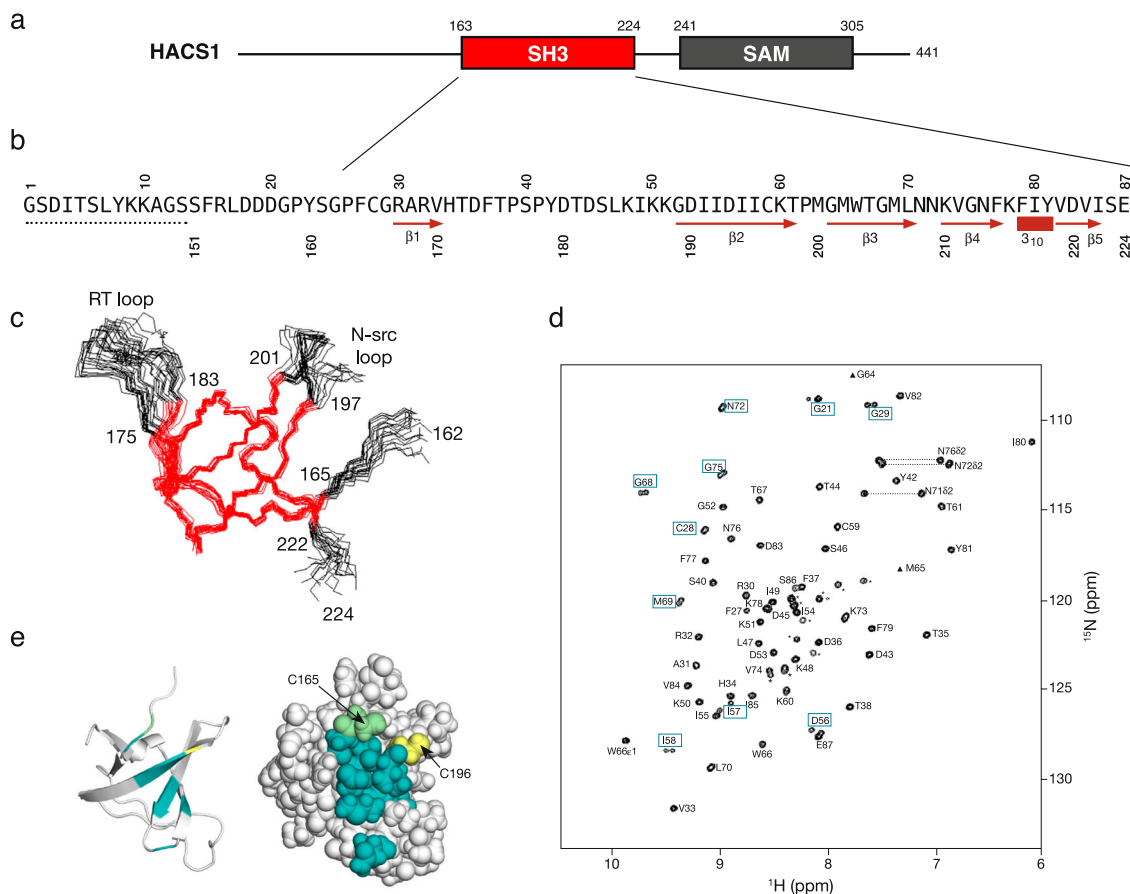 a
163 224 241 305
HACS1 SH3 SAM 441
b
1 10 20 30 40 50 60 70 80 87
GSDITSLYKKAGSSFRLDDDGPYSGPFCGRARVHTDFTPSPYDTDSLKIKKGDIIDIICKTPMGMWTGMLNNKVGNFKFIYVDVISE
β1 β2 β3 β4 3₁₀ β5
151 160 170 180 190 200 210 220 224
c
RT loop
N-src
loop
201
183
197
175
162
165
222
224
d
G64
V82
N72
G21
G29
110
I80
N76δ2
N72δ2
G75
Y42
G68
T44
T67
N71δ2
G52
T61
115
C28
N76
C59
D83
S46
Y81
F77
M65
S40
S86
F37
R30
I49
M69
K78
I54
120
F27
D45
K73
K51
F79
R32
L47
D36
T35
D53
D43
A31
V74
K48
V84
K60
H34
I85
125
K50
T38
I55
I57
D56
E87
I58
W66ε1
W66
L70
130
V33
10 9 8 7 6
¹H (ppm)
¹⁵N (ppm)
e
C165
C196